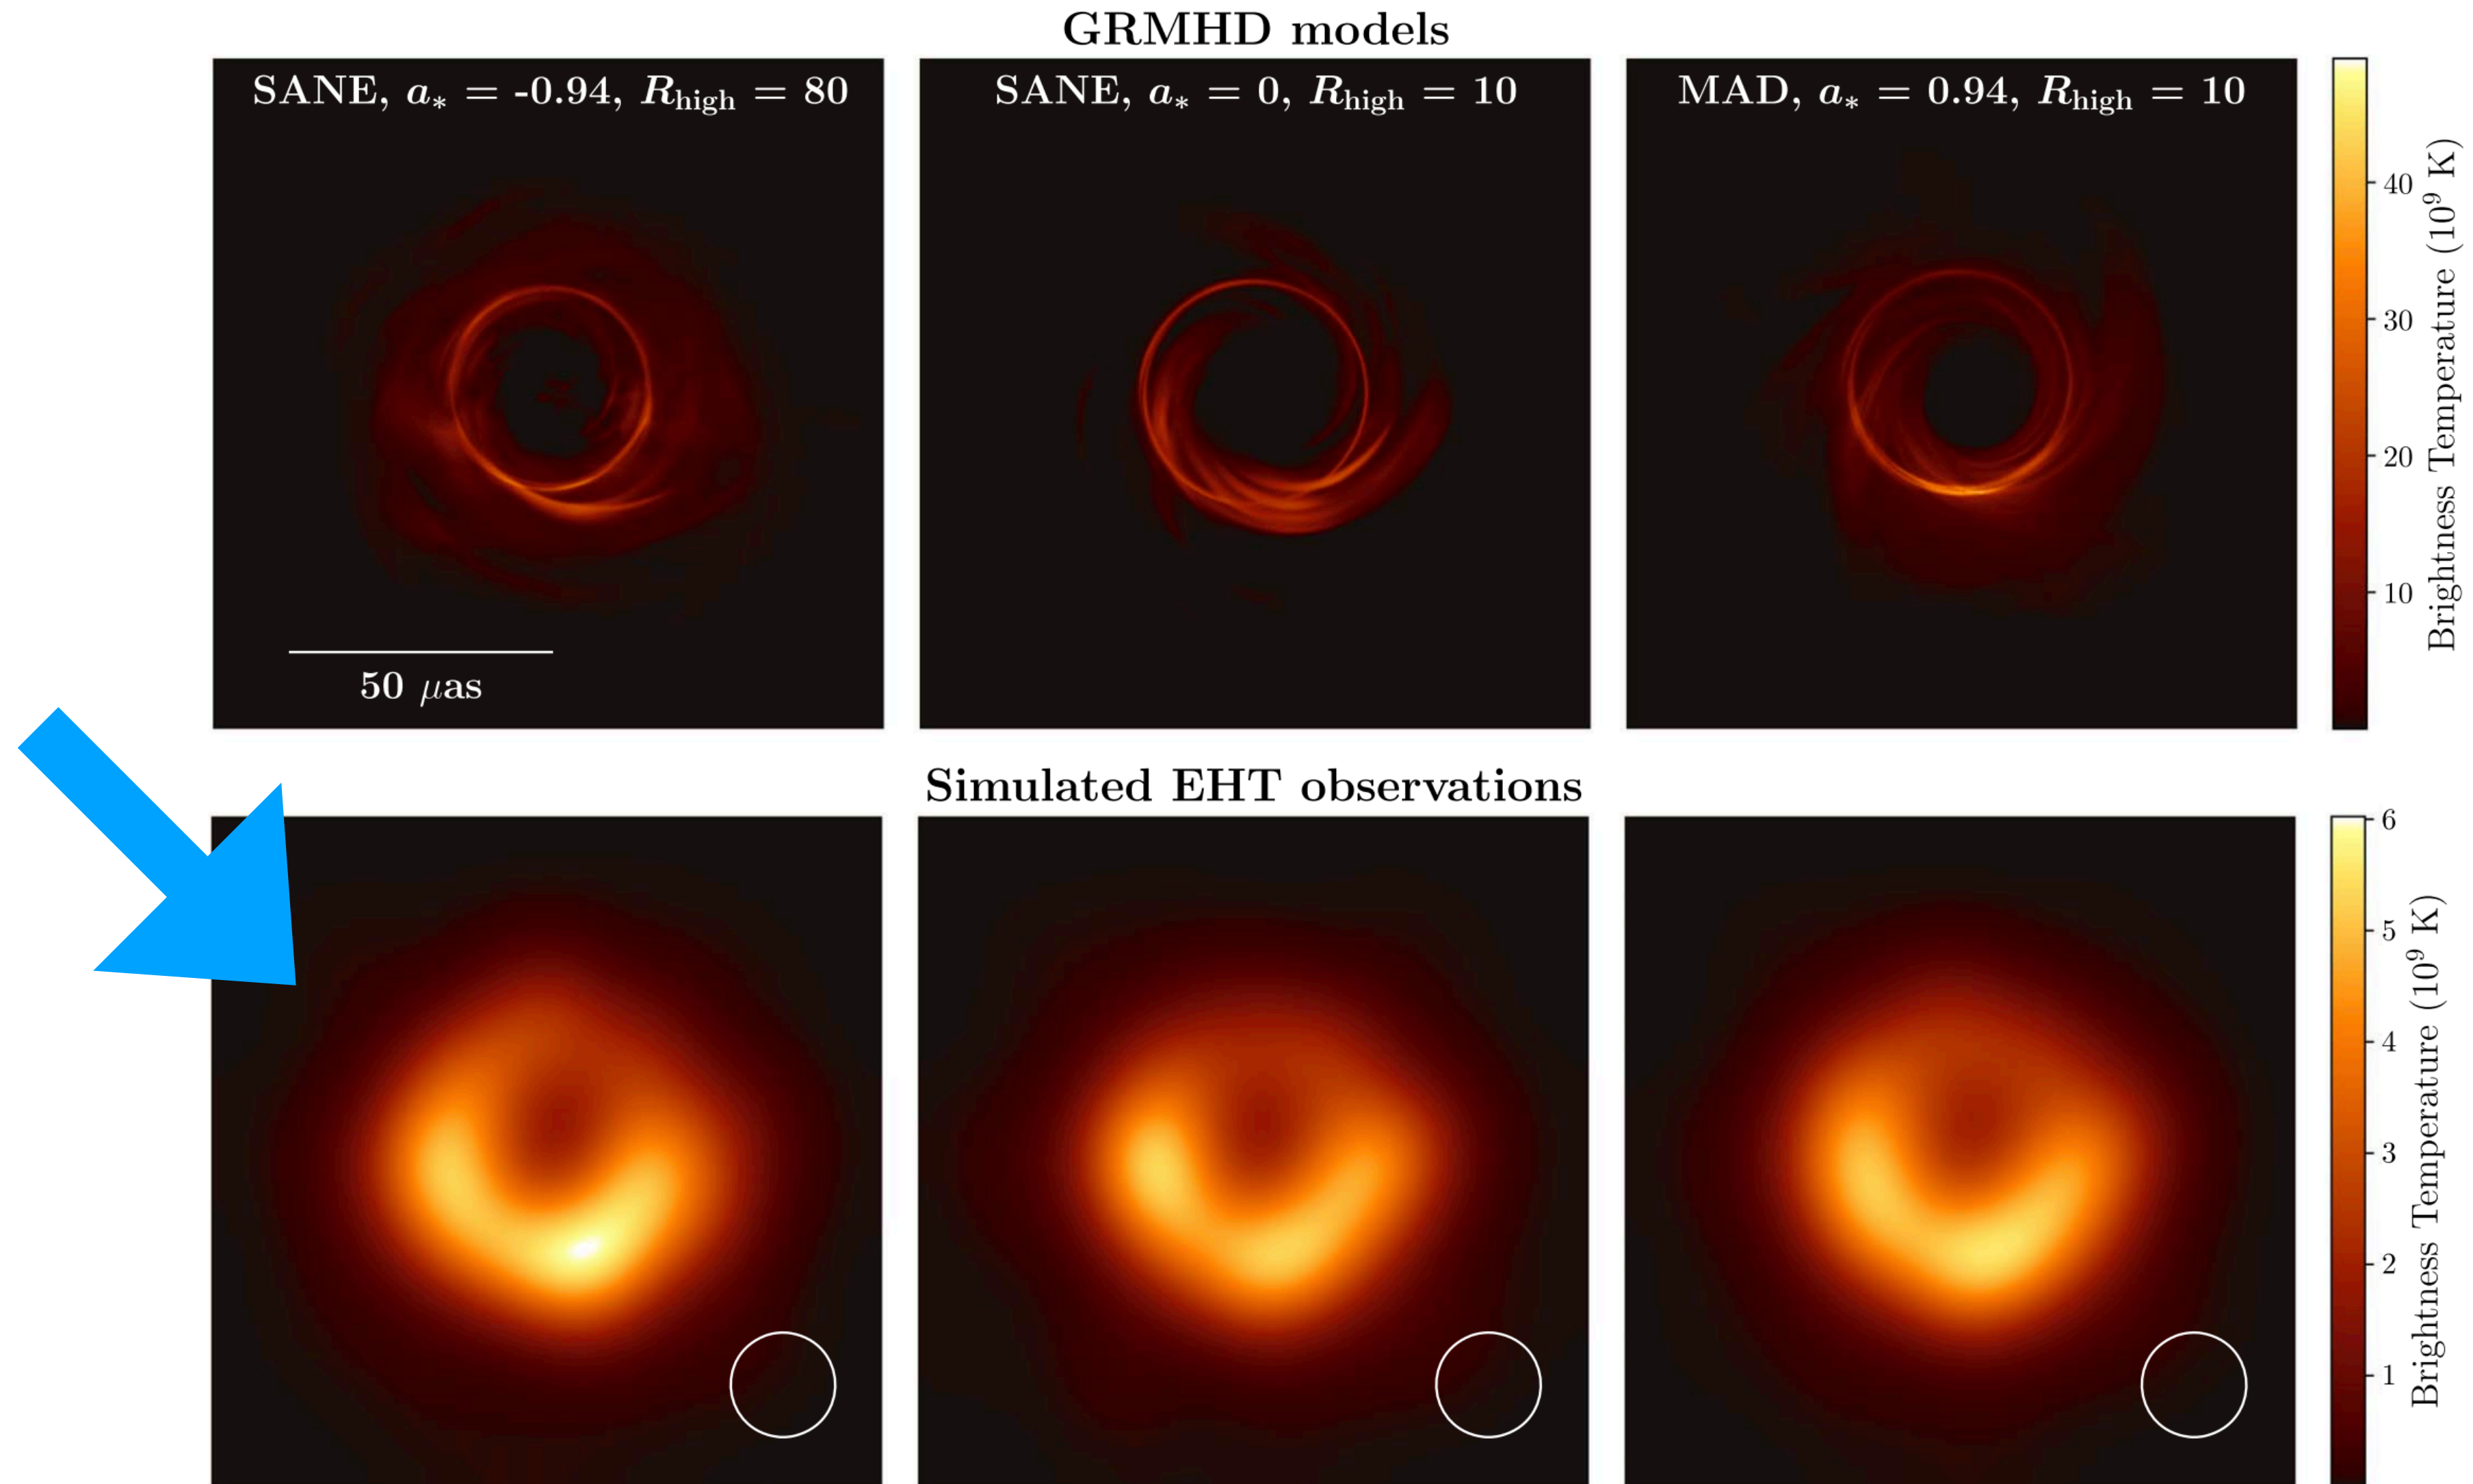 GRMHD models
SANE, a* = -0.94, Rhigh = 80
SANE, a* = 0, Rhigh = 10
MAD, a* = 0.94, Rhigh = 10
50 μas
40
30
20
10
Brightness Temperature (10⁹ K)
Simulated EHT observations
6
5
4
3
2
1
Brightness Temperature (10⁹ K)